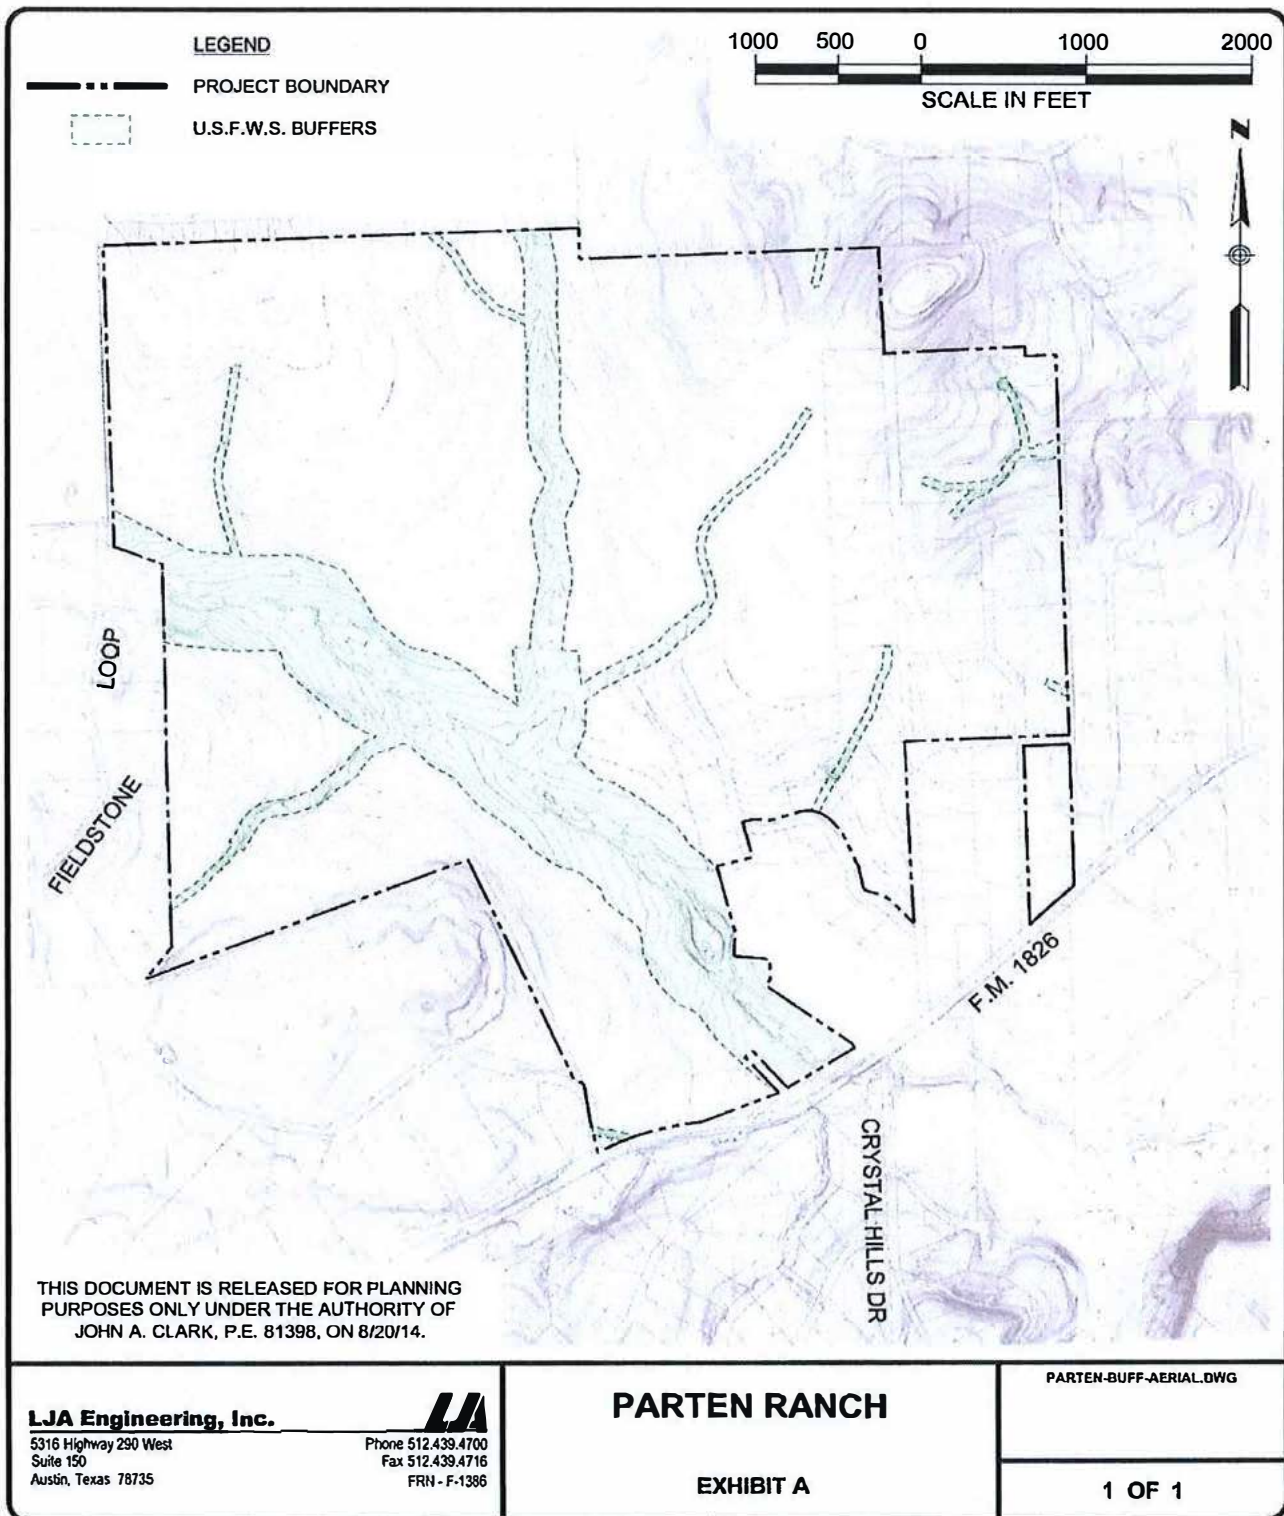 LEGEND
PROJECT BOUNDARY
U.S.F.W.S. BUFFERS
1000 500 0 1000 2000
SCALE IN FEET
N
LOOP
FIELDSTONE
F.M. 1826
CRYSTAL HILLS DR
THIS DOCUMENT IS RELEASED FOR PLANNING
PURPOSES ONLY UNDER THE AUTHORITY OF
JOHN A. CLARK, P.E. 81398, ON 8/20/14.
LJA Engineering, Inc.
LJA
5316 Highway 290 West
Suite 150
Austin, Texas 78735
Phone 512.439.4700
Fax 512.439.4716
FRN - F-1386
PARTEN RANCH
EXHIBIT A
PARTEN-BUFF-AERIAL.DWG
1 OF 1